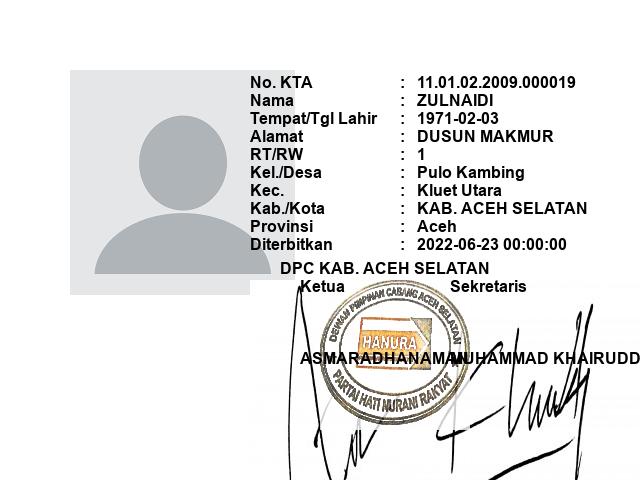 No. KTA : 11.01.02.2009.000019
Nama : ZULNAIDI
Tempat/Tgl Lahir : 1971-02-03
Alamat : DUSUN MAKMUR
RT/RW : 1
Kel./Desa : Pulo Kambing
Kec. : Kluet Utara
Kab./Kota : KAB. ACEH SELATAN
Provinsi : Aceh
Diterbitkan : 2022-06-23 00:00:00
DPC KAB. ACEH SELATAN
Ketua Sekretaris
DEWAN PIMPINAN CABANG ACEH SELATAN
HANURA
ASMARADHANAMAN MUHAMMAD KHAIRUDD
PARTAI HATI NURANI RAKYAT